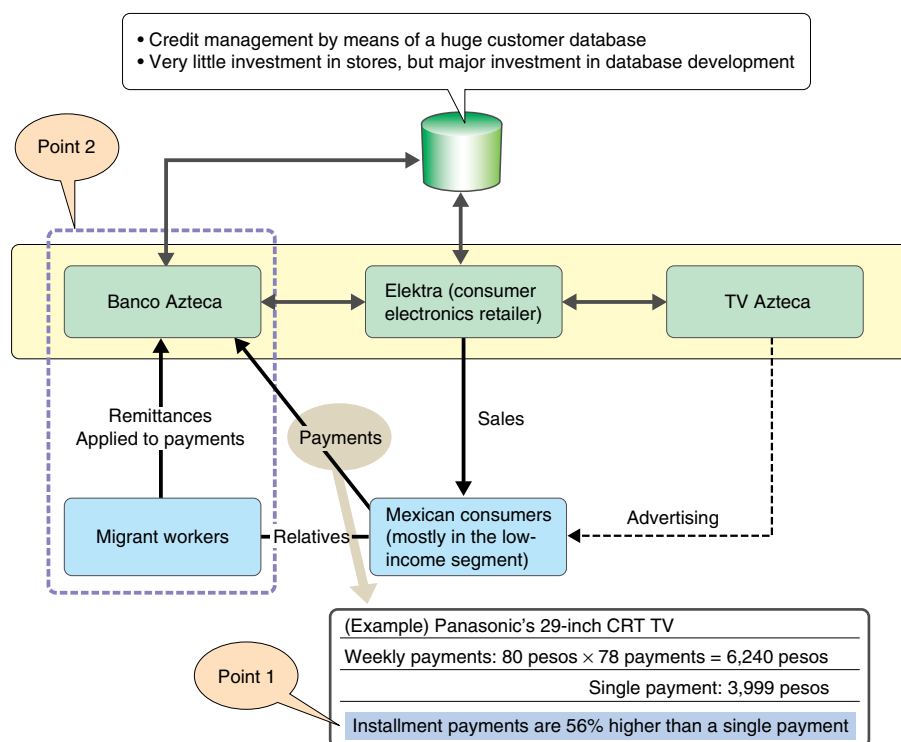 • Credit management by means of a huge customer database
• Very little investment in stores, but major investment in database development
Point 2
Banco Azteca
Elektra (consumer
electronics retailer)
TV Azteca
Remittances
Applied to payments
Payments
Sales
Migrant workers
Relatives
Mexican consumers
(mostly in the low-
income segment)
Advertising
Point 1
(Example) Panasonic's 29-inch CRT TV
Weekly payments: 80 pesos × 78 payments = 6,240 pesos
Single payment: 3,999 pesos
Installment payments are 56% higher than a single payment